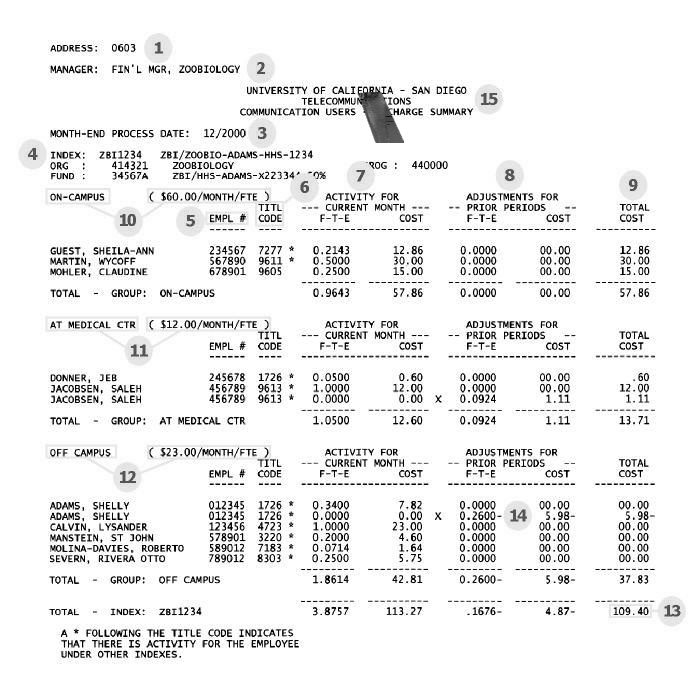 ADDRESS: 0603 1
MANAGER: FIN'L MGR, ZOOBIOLOGY 2
UNIVERSITY OF CALIFORNIA - SAN DIEGO
TELECOMMUNICATIONS
COMMUNICATION USERS CHARGE SUMMARY 15
MONTH-END PROCESS DATE: 12/2000 3
4 INDEX: ZBI1234 ZBI/ZOOBIO-ADAMS-HHS-1234
ORG : 414321 ZOOBIOLOGY : 440000
FUND : 34567A ZBI/HHS-ADMS-X22334 7 8 9
6
ON-CAMPUS ( $60.00/MONTH/FTE ) ACTIVITY FOR ADJUSTMENTS FOR
TITL --- CURRENT MONTH --- -- PRIOR PERIODS -- TOTAL
10 5 EMPL # CODE F-T-E COST F-T-E COST COST
GUEST, SHEILA-ANN 234567 7277 * 0.2143 12.86 0.0000 00.00 12.86
MARTIN, WYCOFF 567890 9611 * 0.5000 30.00 0.0000 00.00 30.00
MOHLER, CLAUDINE 678901 9605 0.2500 15.00 0.0000 00.00 15.00
TOTAL - GROUP: ON-CAMPUS 0.9643 57.86 0.0000 00.00 57.86
AT MEDICAL CTR ( $12.00/MONTH/FTE ) ACTIVITY FOR ADJUSTMENTS FOR
TITL --- CURRENT MONTH --- -- PRIOR PERIODS -- TOTAL
11 EMPL # CODE F-T-E COST F-T-E COST COST
DONNER, JEB 245678 1726 * 0.0500 0.60 0.0000 00.00 .60
JACOBSEN, SALEH 456789 9613 * 1.0000 12.00 0.0000 00.00 12.00
JACOBSEN, SALEH 456789 9613 * 0.0000 0.00 X 0.0924 1.11 1.11
TOTAL - GROUP: AT MEDICAL CTR 1.0500 12.60 0.0924 1.11 13.71
OFF CAMPUS ( $23.00/MONTH/FTE ) ACTIVITY FOR ADJUSTMENTS FOR
TITL --- CURRENT MONTH --- -- PRIOR PERIODS -- TOTAL
12 EMPL # CODE F-T-E COST F-T-E COST COST
ADAMS, SHELLY 012345 1726 * 0.3400 7.82 0.0000 00.00 00.00
ADAMS, SHELLY 012345 1726 * 0.0000 0.00 X 0.2600- 14 5.98- 5.98-
CALVIN, LYSANDER 123456 4723 * 1.0000 23.00 0.0000 00.00 00.00
MANSTEIN, ST JOHN 578901 3220 * 0.2000 4.60 0.0000 00.00 00.00
MOLINA-DAVIES, ROBERTO 589012 7183 * 0.0714 1.64 0.0000 00.00 00.00
SEVERN, RIVERA OTTO 789012 8303 * 0.2500 5.75 0.0000 00.00 00.00
TOTAL - GROUP: OFF CAMPUS 1.8614 42.81 0.2600- 5.98- 37.83
TOTAL - INDEX: ZBI1234 3.8757 113.27 .1676- 4.87- 109.40 13
A * FOLLOWING THE TITLE CODE INDICATES
THAT THERE IS ACTIVITY FOR THE EMPLOYEE
UNDER OTHER INDEXES.